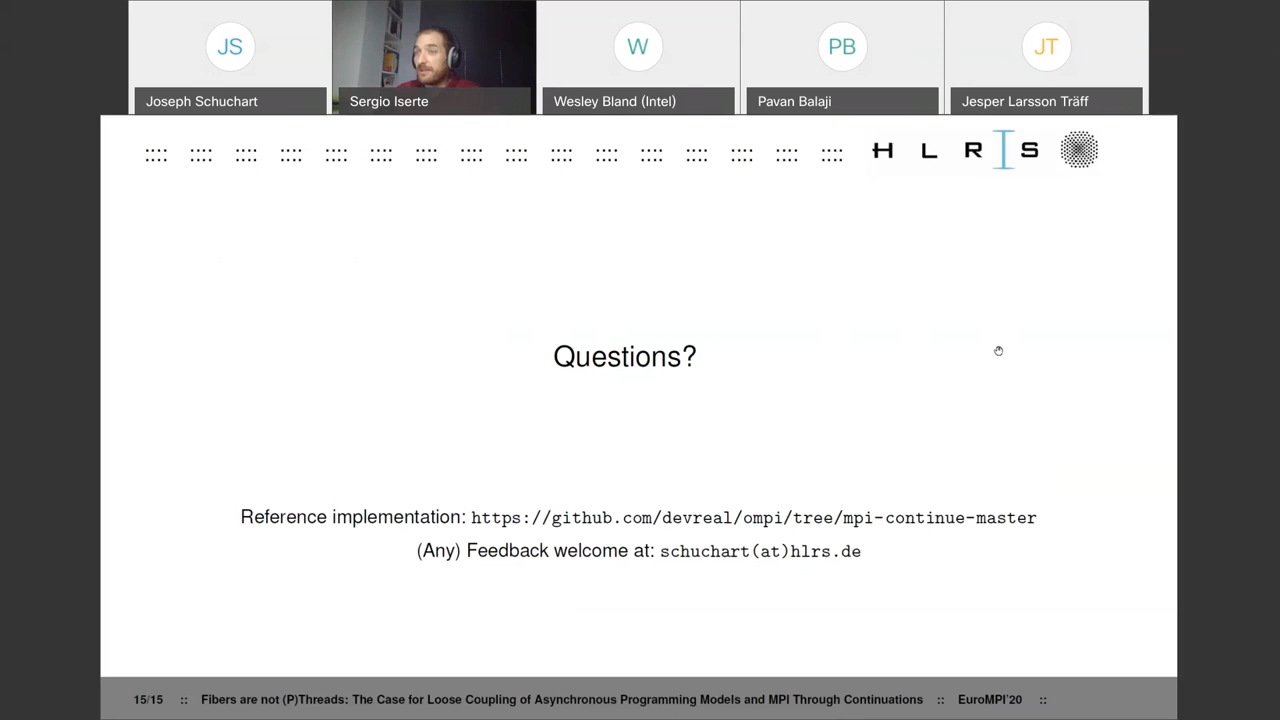 JS
W
PB
JT
Joseph Schuchart
Sergio Iserte
Wesley Bland (Intel)
Pavan Balaji
Jesper Larsson Träff
H L R I S
Questions?
Reference implementation: https://github.com/devreal/ompi/tree/mpi-continue-master
(Any) Feedback welcome at: schuchart(at)hlrs.de
15/15 :: Fibers are not (P)Threads: The Case for Loose Coupling of Asynchronous Programming Models and MPI Through Continuations :: EuroMPI'20 ::